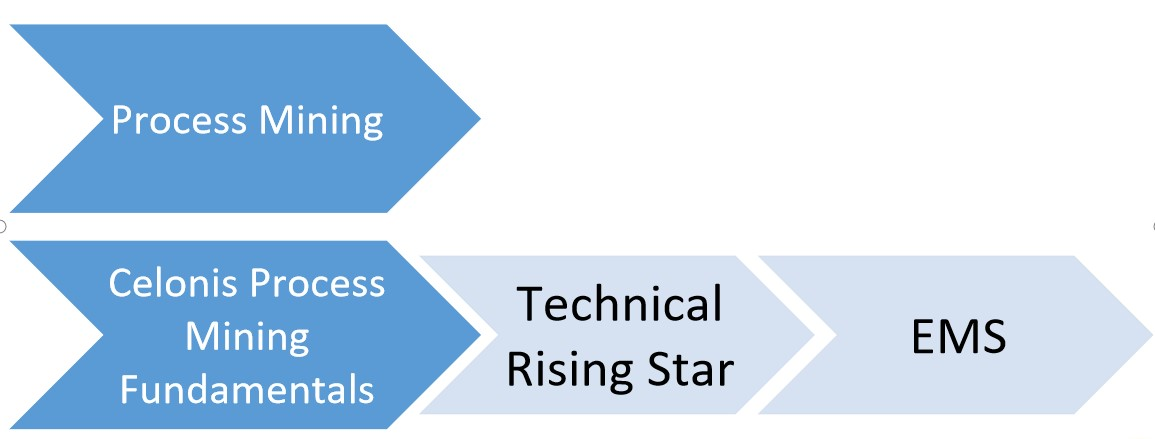 Process Mining
Celonis Process
Mining
Fundamentals
Technical
Rising Star
EMS